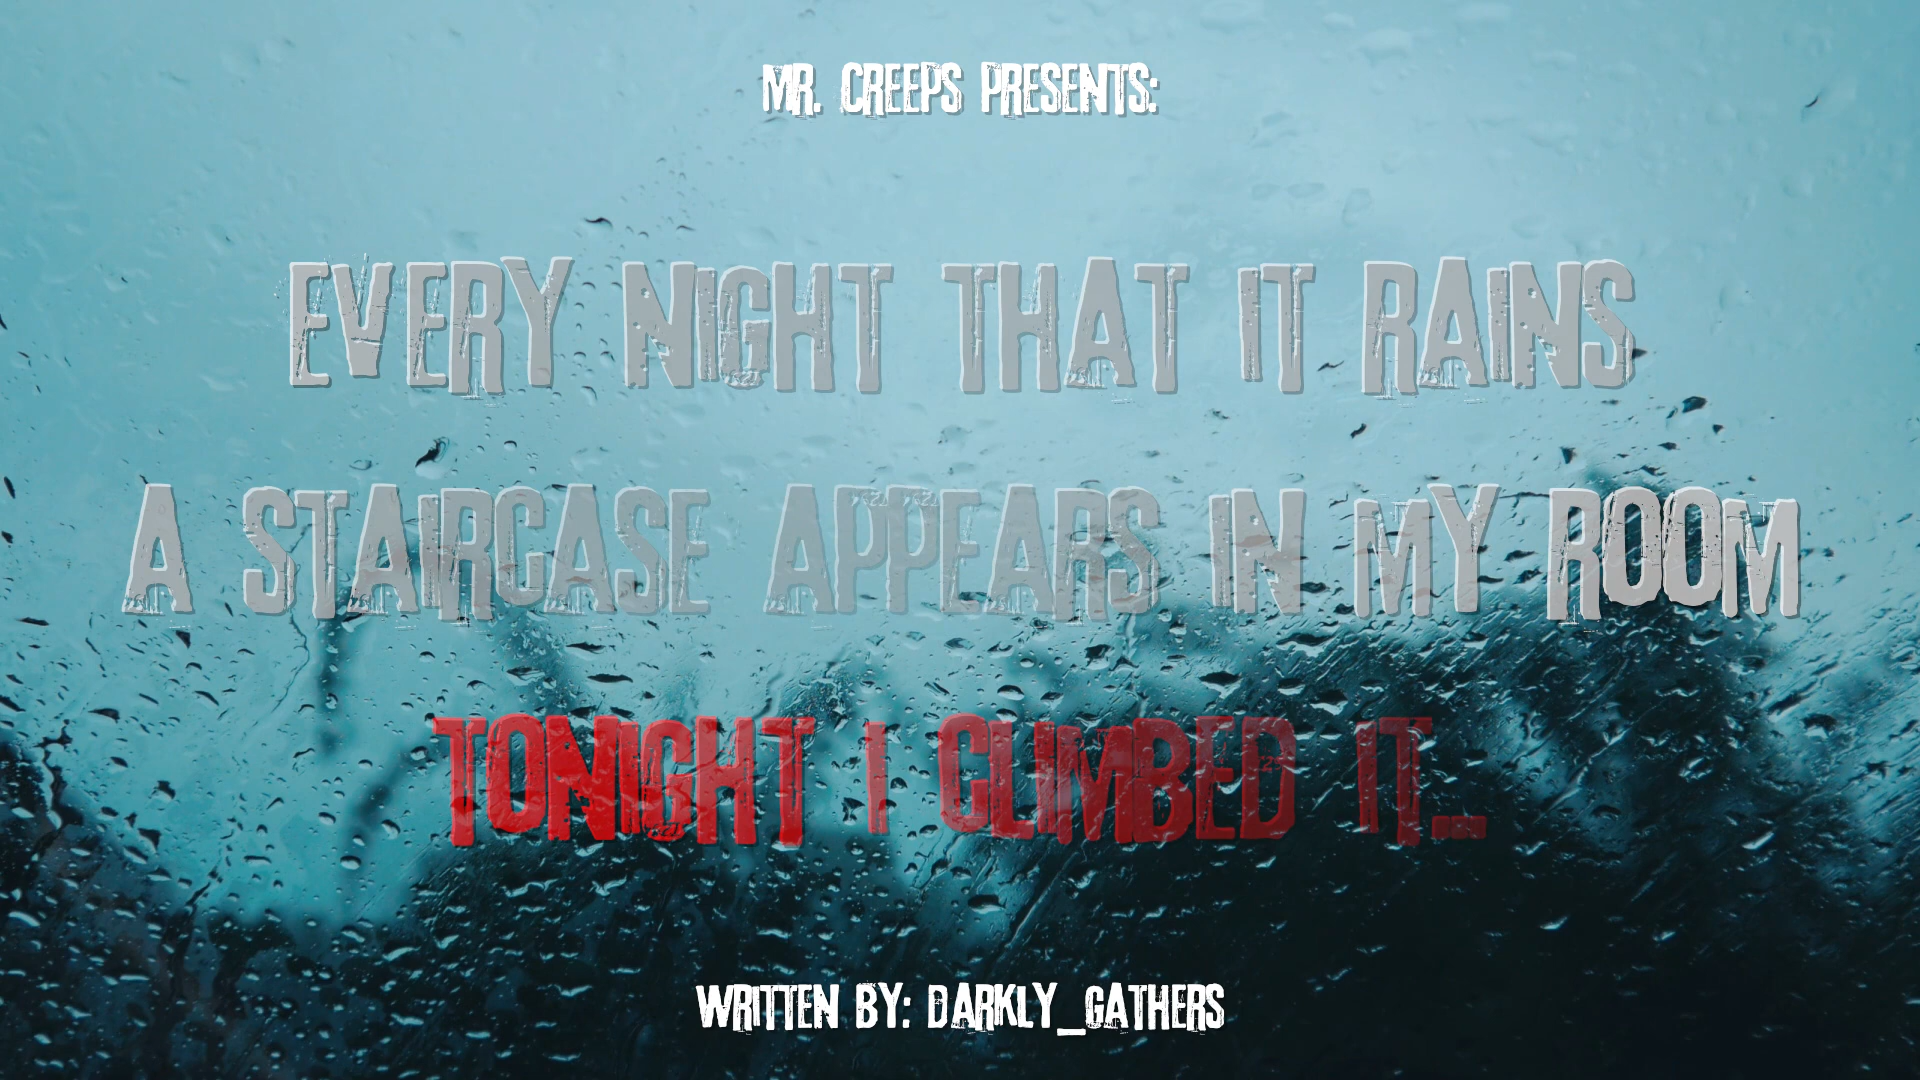 MR. CREEPS PRESENTS:
EVERY NIGHT THAT IT RAINS
A STAIRCASE APPEARS IN MY ROOM
TONIGHT I CLIMBED IT...
WRITTEN BY: DARKLY_GATHERS